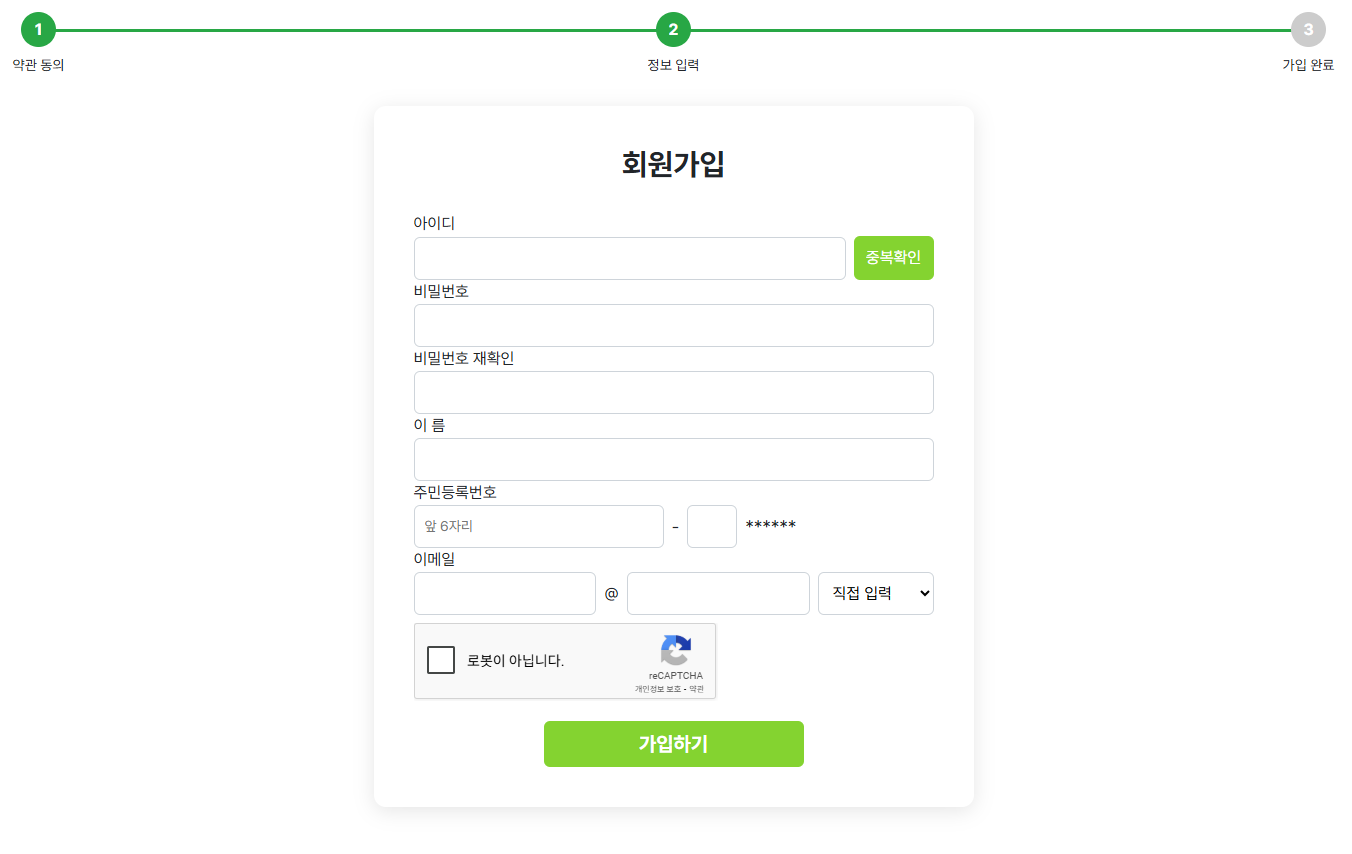 1 2 3
약관 동의 정보 입력 가입 완료
회원가입
아이디
중복확인
비밀번호
비밀번호 재확인
이 름
주민등록번호
앞 6자리 - ******
이메일
@ 직접 입력
로봇이 아닙니다.
reCAPTCHA
개인정보 보호 - 약관
가입하기